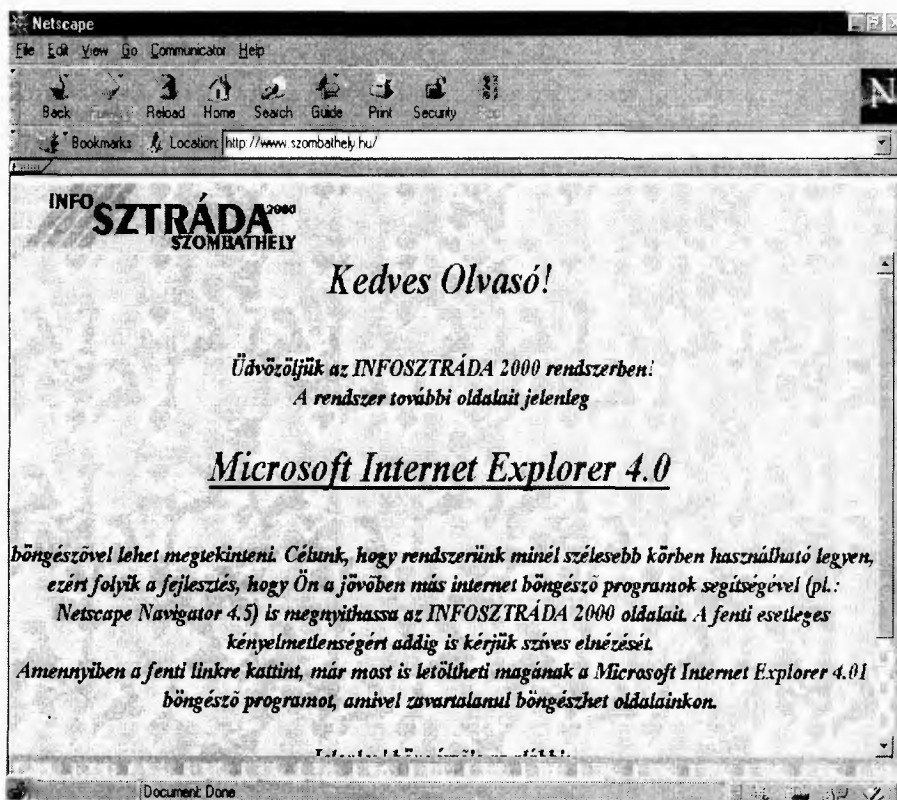 Netscape
File Edit View Go Communicator Help
Back Reload Home Search Guide Print Security
Bookmarks Location: http://www.szombathely.hu/
INFO
SZTRÁDA 2000
SZOMBATHELY
Kedves Olvasó!
Üdvözöljük az INFOSZTRÁDA 2000 rendszerben!
A rendszer további oldalait jelenleg
Microsoft Internet Explorer 4.0
böngészővel lehet megtekinteni. Célunk, hogy rendszerünk minél szélesebb körben használható legyen,
ezért folyik a fejlesztés, hogy Ön a jövőben más internet böngésző programok segítségével (pl.:
Netscape Navigator 4.5) is megnyithassa az INFOSZTRÁDA 2000 oldalait. A fenti esetleges
kényelmetlenségért addig is kérjük szíves elnézését.
Amennyiben a fenti linkre kattint, már most is letöltheti magának a Microsoft Internet Explorer 4.01
böngésző programot, amivel zavartalanul böngészhet oldalainkon.
Document: Done